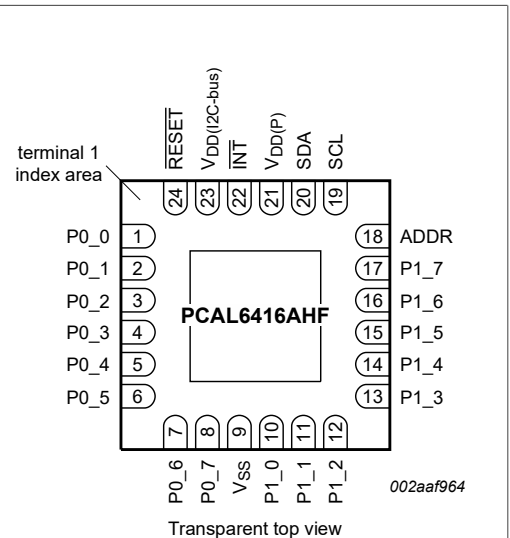 RESET
VDD(I2C-bus)
INT
VDD(P)
SDA
SCL
terminal 1
index area
24 23 22 21 20 19
P0_0 1 18 ADDR
P0_1 2 17 P1_7
P0_2 3 16 P1_6
PCAL6416AHF
P0_3 4 15 P1_5
P0_4 5 14 P1_4
P0_5 6 13 P1_3
7 8 9 10 11 12
P0_6
P0_7
VSS
P1_0
P1_1
P1_2
002aaf964
Transparent top view